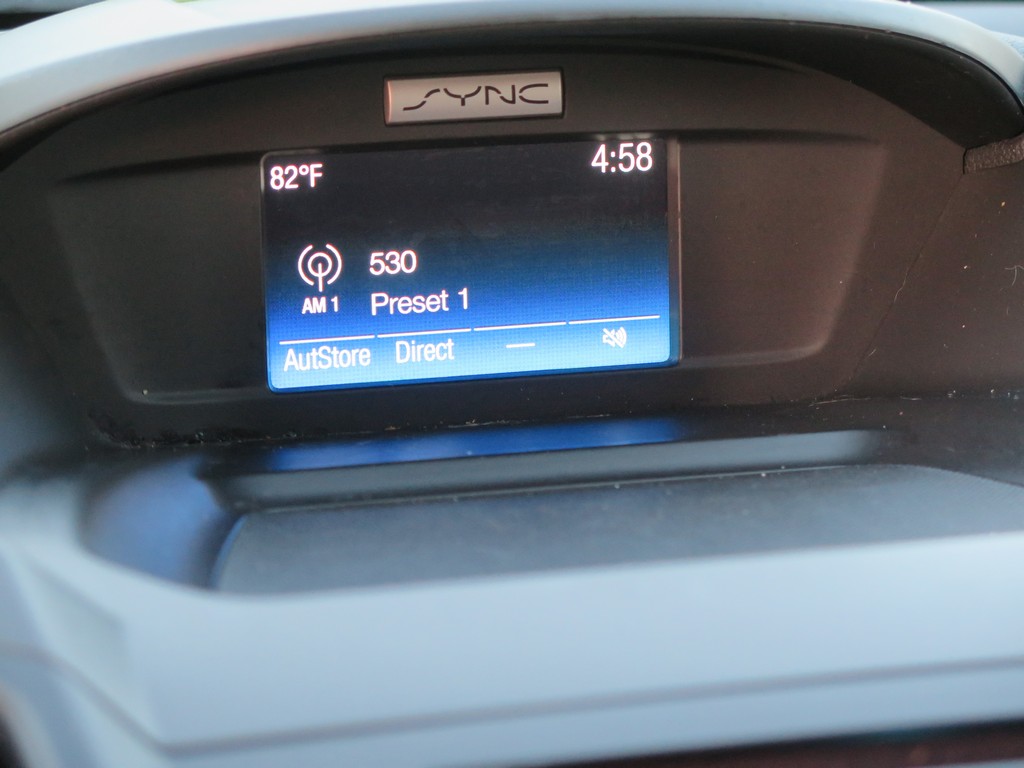 SYNC
82°F 4:58
530
AM 1 Preset 1
AutStore Direct —